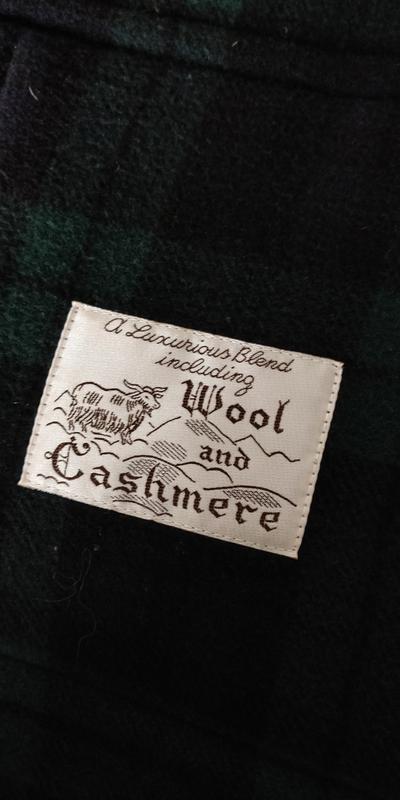 A Luxurious Blend
including
Wool
and
Cashmere